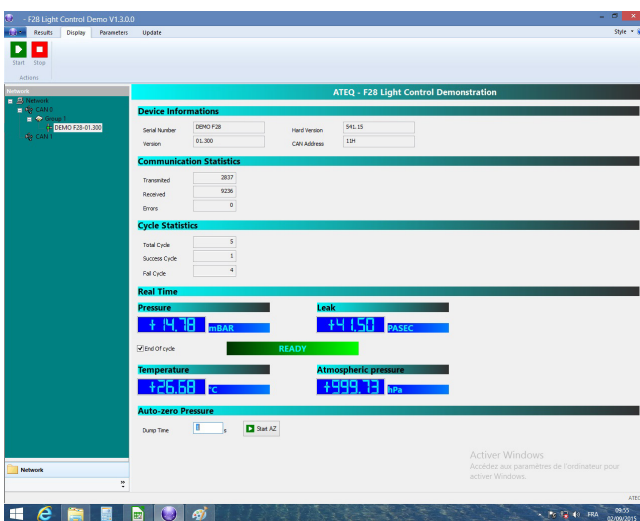 - F28 Light Control Demo V1.3.0.0
Results Display Parameters Update Style
Start Stop
Actions
Network
ATEQ - F28 Light Control Demonstration
Network
CAN 0
Group 1
DEMO F28-01.300
CAN 1
Device Informations
Serial Number DEMO F28 Hard Version 541.15
Version 01.300 CAN Address 11H
Communication Statistics
Transmited 2837
Received 9236
Errors 0
Cycle Statistics
Total Cycle 5
Success Cycle 1
Fail Cycle 4
Real Time
Pressure Leak
+14.78 mBAR +41.50 PASEC
End Of cycle READY
Temperature Atmospheric pressure
+26.68 °C +999.73 hPa
Auto-zero Pressure
Dump Time s Start AZ
Activer Windows
Accédez aux paramètres de l'ordinateur pour
activer Windows.
Network
ATEQ
FRA 09:55
02/09/2015